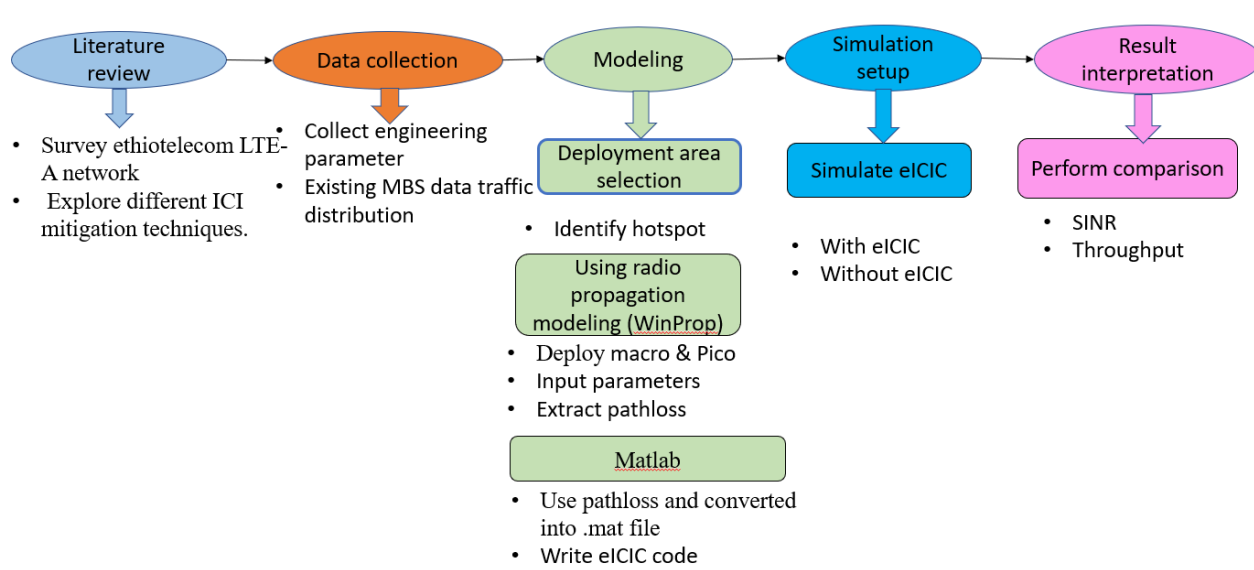 Literature
review
Data collection
Modeling
Simulation
setup
Result
interpretation
• Survey ethiotelecom LTE-
A network
• Explore different ICI
mitigation techniques.
• Collect engineering
parameter
• Existing MBS data traffic
distribution
Deployment area
selection
• Identify hotspot
Using radio
propagation
modeling (WinProp)
• Deploy macro & Pico
• Input parameters
• Extract pathloss
Matlab
• Use pathloss and converted
into .mat file
• Write eICIC code
Simulate eICIC
• With eICIC
• Without eICIC
Perform comparison
• SINR
• Throughput